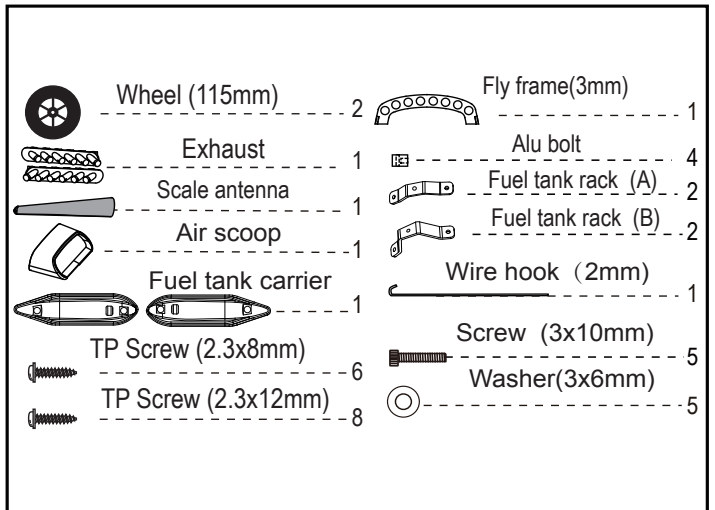 Wheel (115mm) 2
Exhaust 1
Scale antenna 1
Air scoop 1
Fuel tank carrier 1
TP Screw (2.3x8mm) 6
TP Screw (2.3x12mm) 8
Fly frame(3mm) 1
Alu bolt 4
Fuel tank rack (A) 2
Fuel tank rack (B) 2
Wire hook（2mm) 1
Screw (3x10mm) 5
Washer(3x6mm) 5